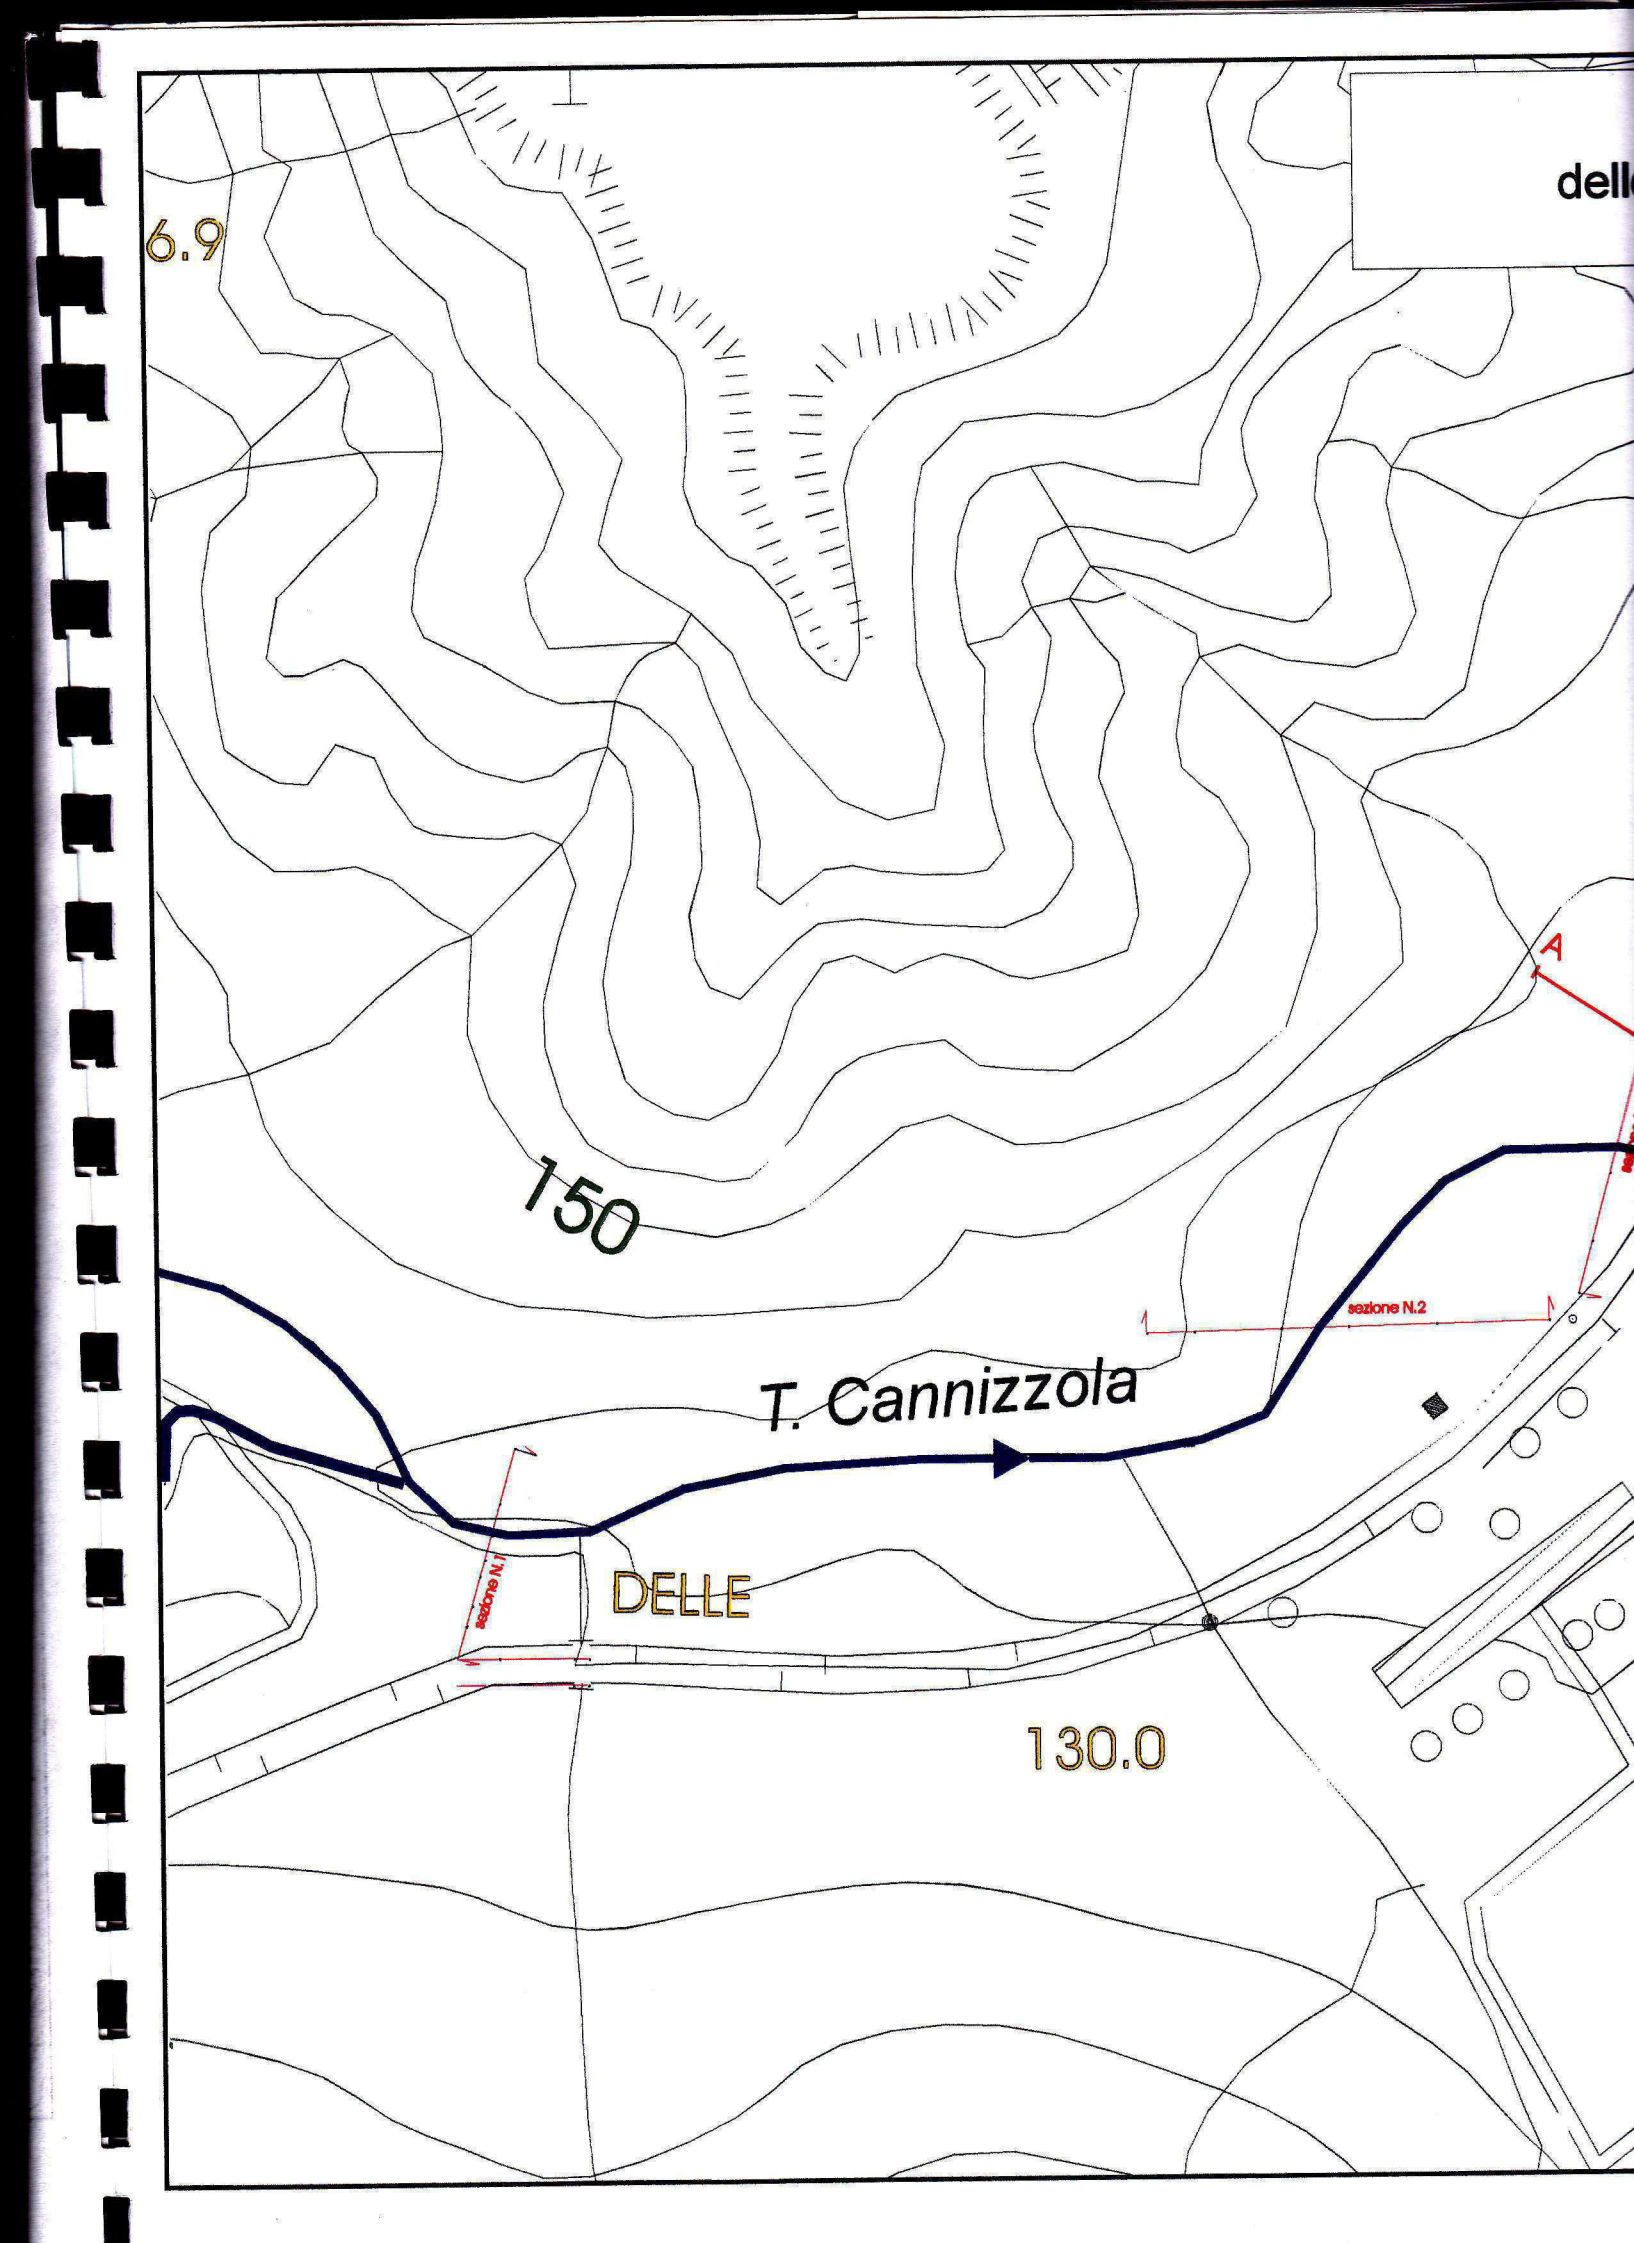 dell
6.9
A
150
sezione N.2
T. Cannizzola
sezione N.1
DELLE
130.0